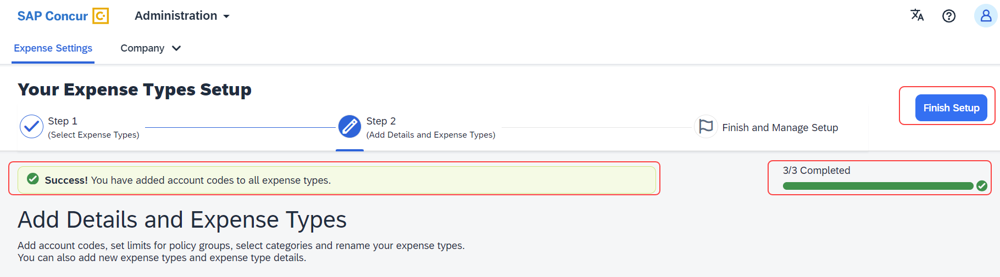 SAP Concur C.
Administration
Expense Settings
Company
Your Expense Types Setup
Finish Setup
Step 1
(Select Expense Types)
Step 2
(Add Details and Expense Types)
Finish and Manage Setup
Success! You have added account codes to all expense types.
3/3 Completed
Add Details and Expense Types
Add account codes, set limits for policy groups, select categories and rename your expense types.
You can also add new expense types and expense type details.